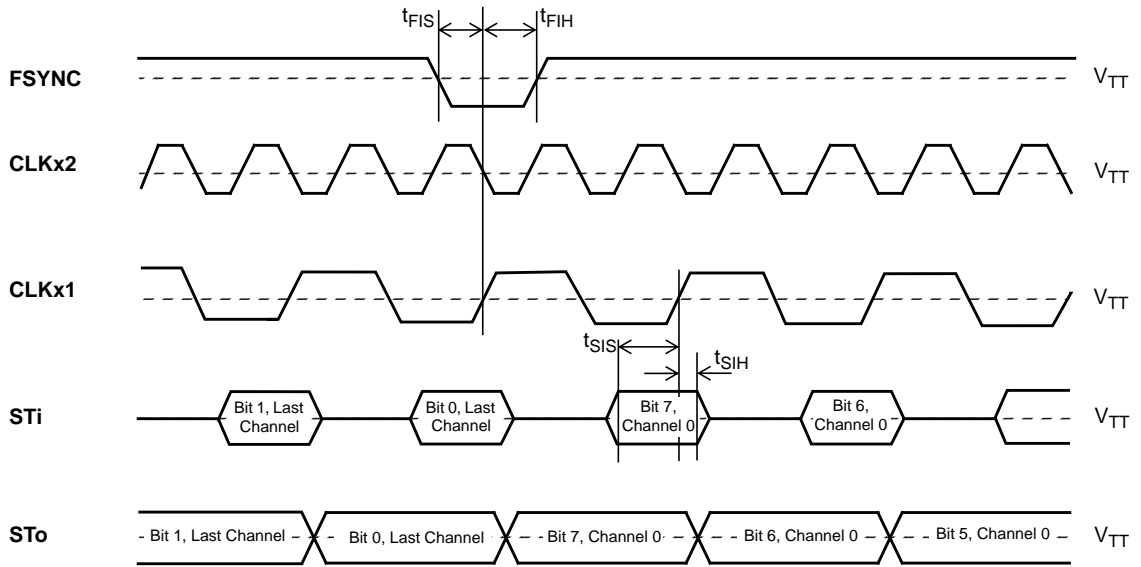 tFIS
tFIH
FSYNC
VTT
CLKx2
VTT
CLKx1
VTT
tSIS
tSIH
STi
Bit 1, Last
Channel
Bit 0, Last
Channel
Bit 7,
Channel 0
Bit 6,
Channel 0
VTT
STo
Bit 1, Last Channel
Bit 0, Last Channel
Bit 7, Channel 0
Bit 6, Channel 0
Bit 5, Channel 0
VTT